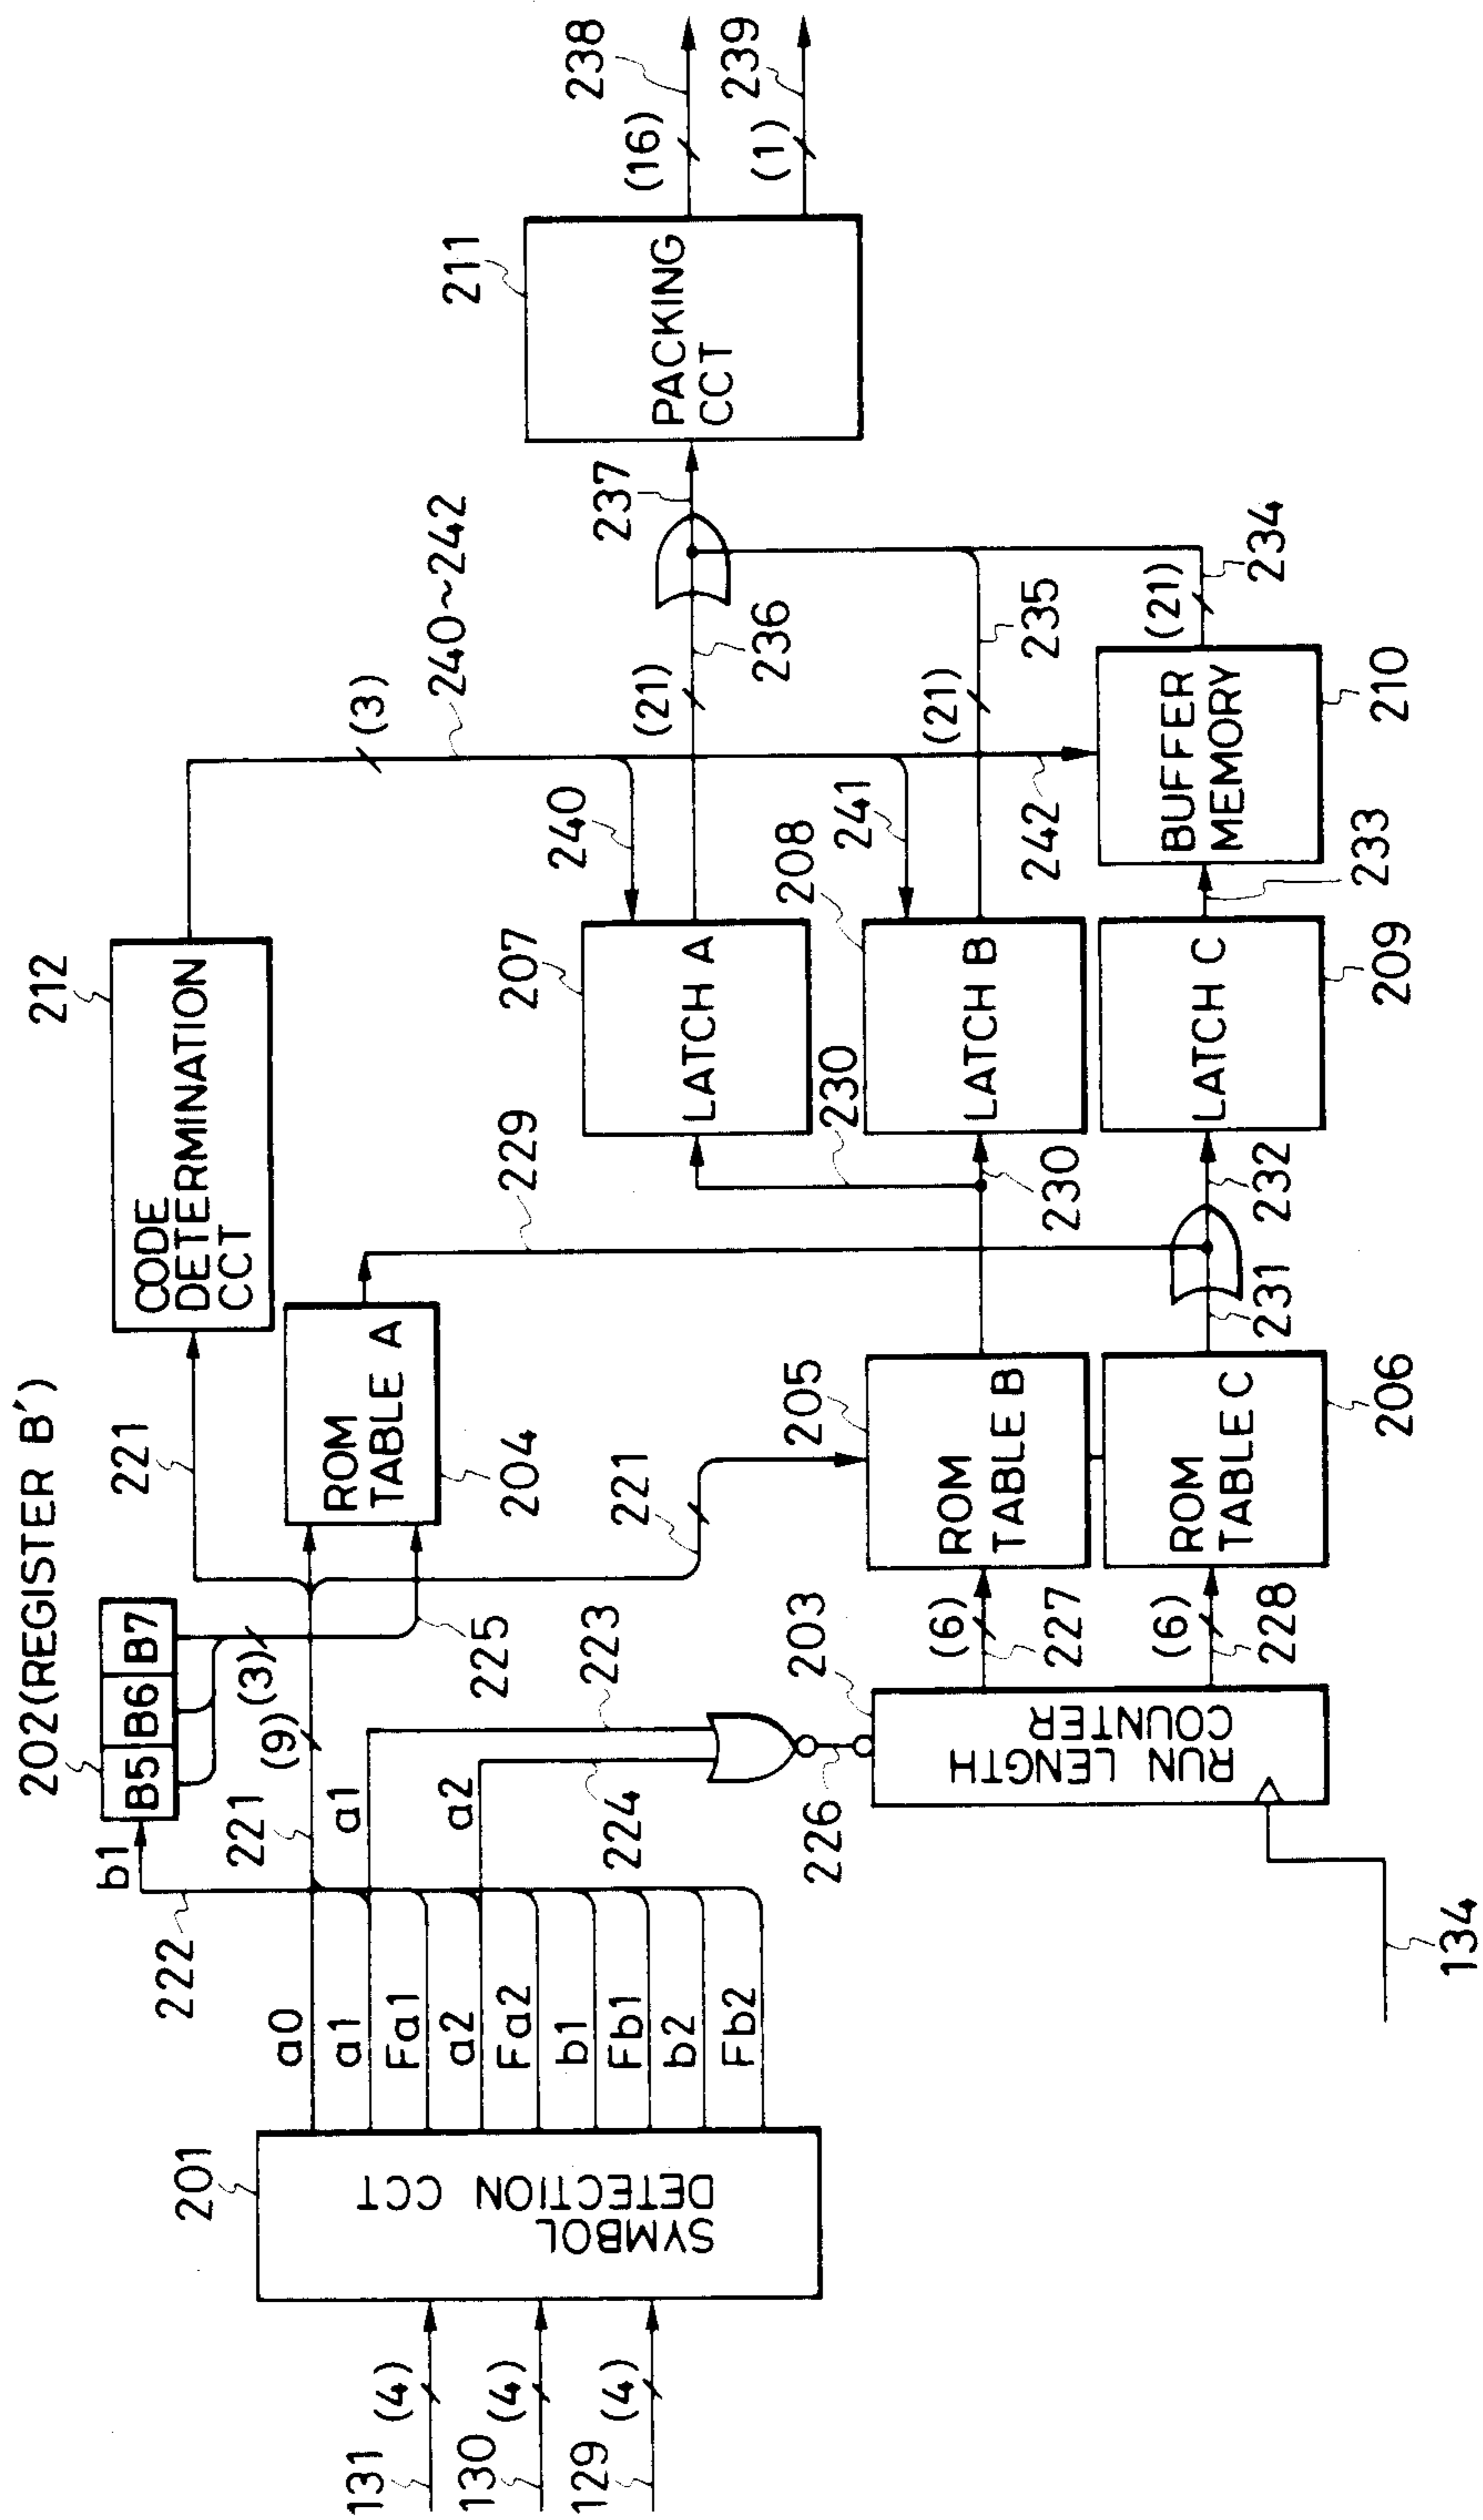 202(REGISTER B')
B5 B6 B7
b1
222
221
(9)
(3)
225
221
212
CODE
DETERMINATION
CCT
ROM
TABLE A
204
229
(3)
240~242
201
SYMBOL
DETECTION CCT
131 (4)
130 (4)
129 (4)
a0
a1
Fa1
a2
Fa2
b1
Fb1
b2
Fb2
a1
a2
223
224
226
203
RUN LENGTH
COUNTER
134
(6)
227
(6)
228
221
205
ROM
TABLE B
ROM
TABLE C
206
230
230
231
232
207
LATCH A
240
208
LATCH B
241
LATCH C
209
233
242
BUFFER
MEMORY
210
(21)
236
(21)
235
(21)
234
237
211
PACKING
CCT
(16)
238
(1)
239